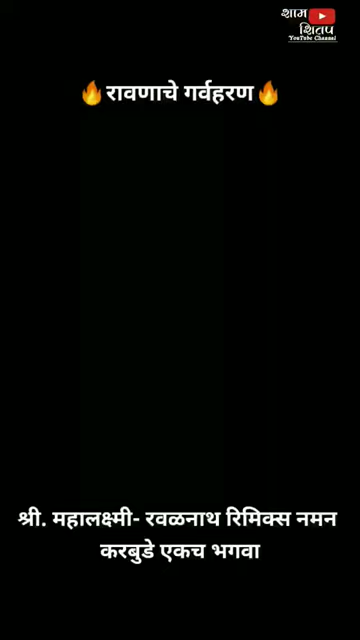 शाम
शितप
YouTube Channel
🔥रावणाचे गर्वहरण🔥
श्री. महालक्ष्मी- रवळनाथ रिमिक्स नमन
करबुडे एकच भगवा